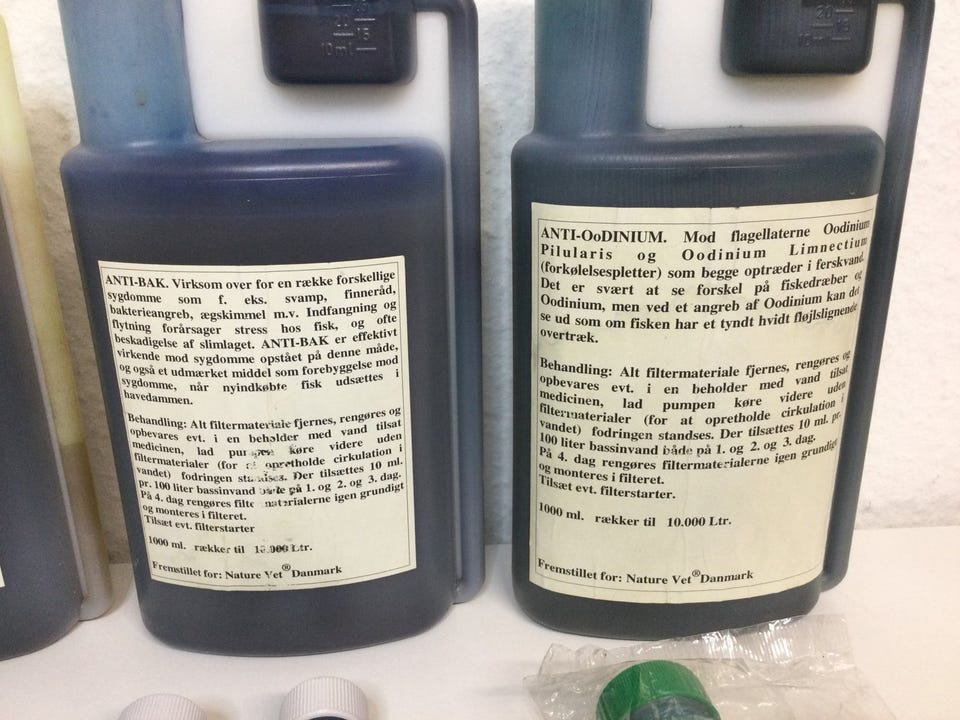 20
15
10ml
20
15
10ml
ANTI-BAK. Virksom over for en række forskellige
sygdomme som f. eks. svamp, finneråd,
bakterieangreb, ægskimmel m.v. Indfangning og
flytning forårsager stress hos fisk, og ofte
beskadigelse af slimlaget. ANTI-BAK er effektivt
virkende mod sygdomme opstået på denne måde,
og også et udmærket middel som forebyggelse mod
sygdomme, når nyindkøbte fisk udsættes i
havedammen.
Behandling: Alt filtermateriale fjernes, rengøres og
opbevares evt. i en beholder med vand tilsat
medicinen, lad pumpen køre videre uden
filtermaterialer (for at opretholde cirkulation i
vandet) fodringen standses. Der tilsættes 10 ml.
pr. 100 liter bassinvand både på 1. og 2. og 3. dag.
På 4. dag rengøres filtermaterialerne igen grundigt
og monteres i filteret.
Tilsæt evt. filterstarter
1000 ml. rækker til 10.000 Ltr.
Fremstillet for: Nature Vet® Danmark
ANTI-OoDINIUM. Mod flagellaterne Oodinium
Pilularis og Oodinium Limnectium
(forkølelsespletter) som begge optræder i ferskvand.
Det er svært at se forskel på fiskedræber og
Oodinium, men ved et angreb af Oodinium kan det
se ud som om fisken har et tyndt hvidt fløjlslignende
overtræk.
Behandling: Alt filtermateriale fjernes, rengøres og
opbevares evt. i en beholder med vand tilsat
medicinen, lad pumpen køre videre uden
filtermaterialer (for at opretholde cirkulation i
vandet) fodringen standses. Der tilsættes 10 ml. pr.
100 liter bassinvand både på 1. og 2. og 3. dag.
På 4. dag rengøres filtermaterialerne igen grundigt
og monteres i filteret.
Tilsæt evt. filterstarter.
1000 ml. rækker til 10.000 Ltr.
Fremstillet for: Nature Vet® Danmark